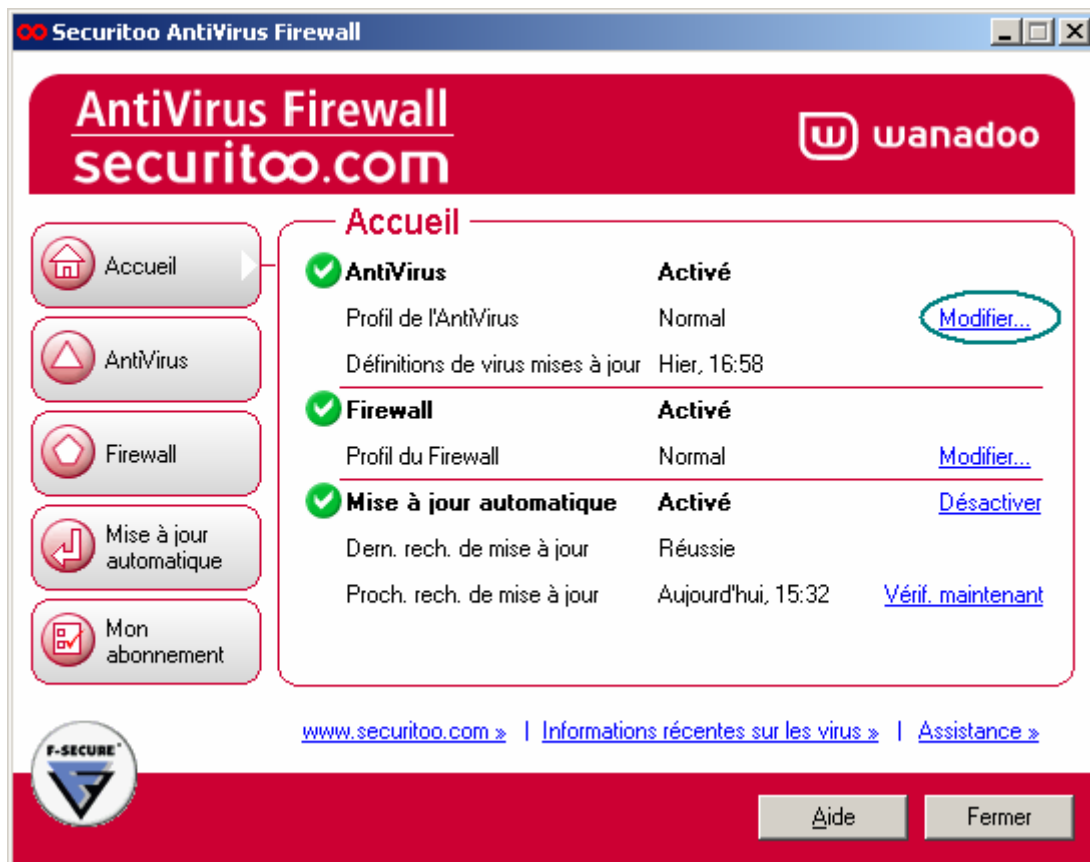 Securitoo AntiVirus Firewall
AntiVirus Firewall
securitoo.com
wanadoo
Accueil
AntiVirus
Firewall
Mise à jour
automatique
Mon
abonnement
Accueil
AntiVirus Activé
Profil de l'AntiVirus Normal Modifier...
Définitions de virus mises à jour Hier, 16:58
Firewall Activé
Profil du Firewall Normal Modifier...
Mise à jour automatique Activé Désactiver
Dern. rech. de mise à jour Réussie
Proch. rech. de mise à jour Aujourd'hui, 15:32 Vérif. maintenant
www.securitoo.com » | Informations récentes sur les virus » | Assistance »
F-SECURE
Aide Fermer